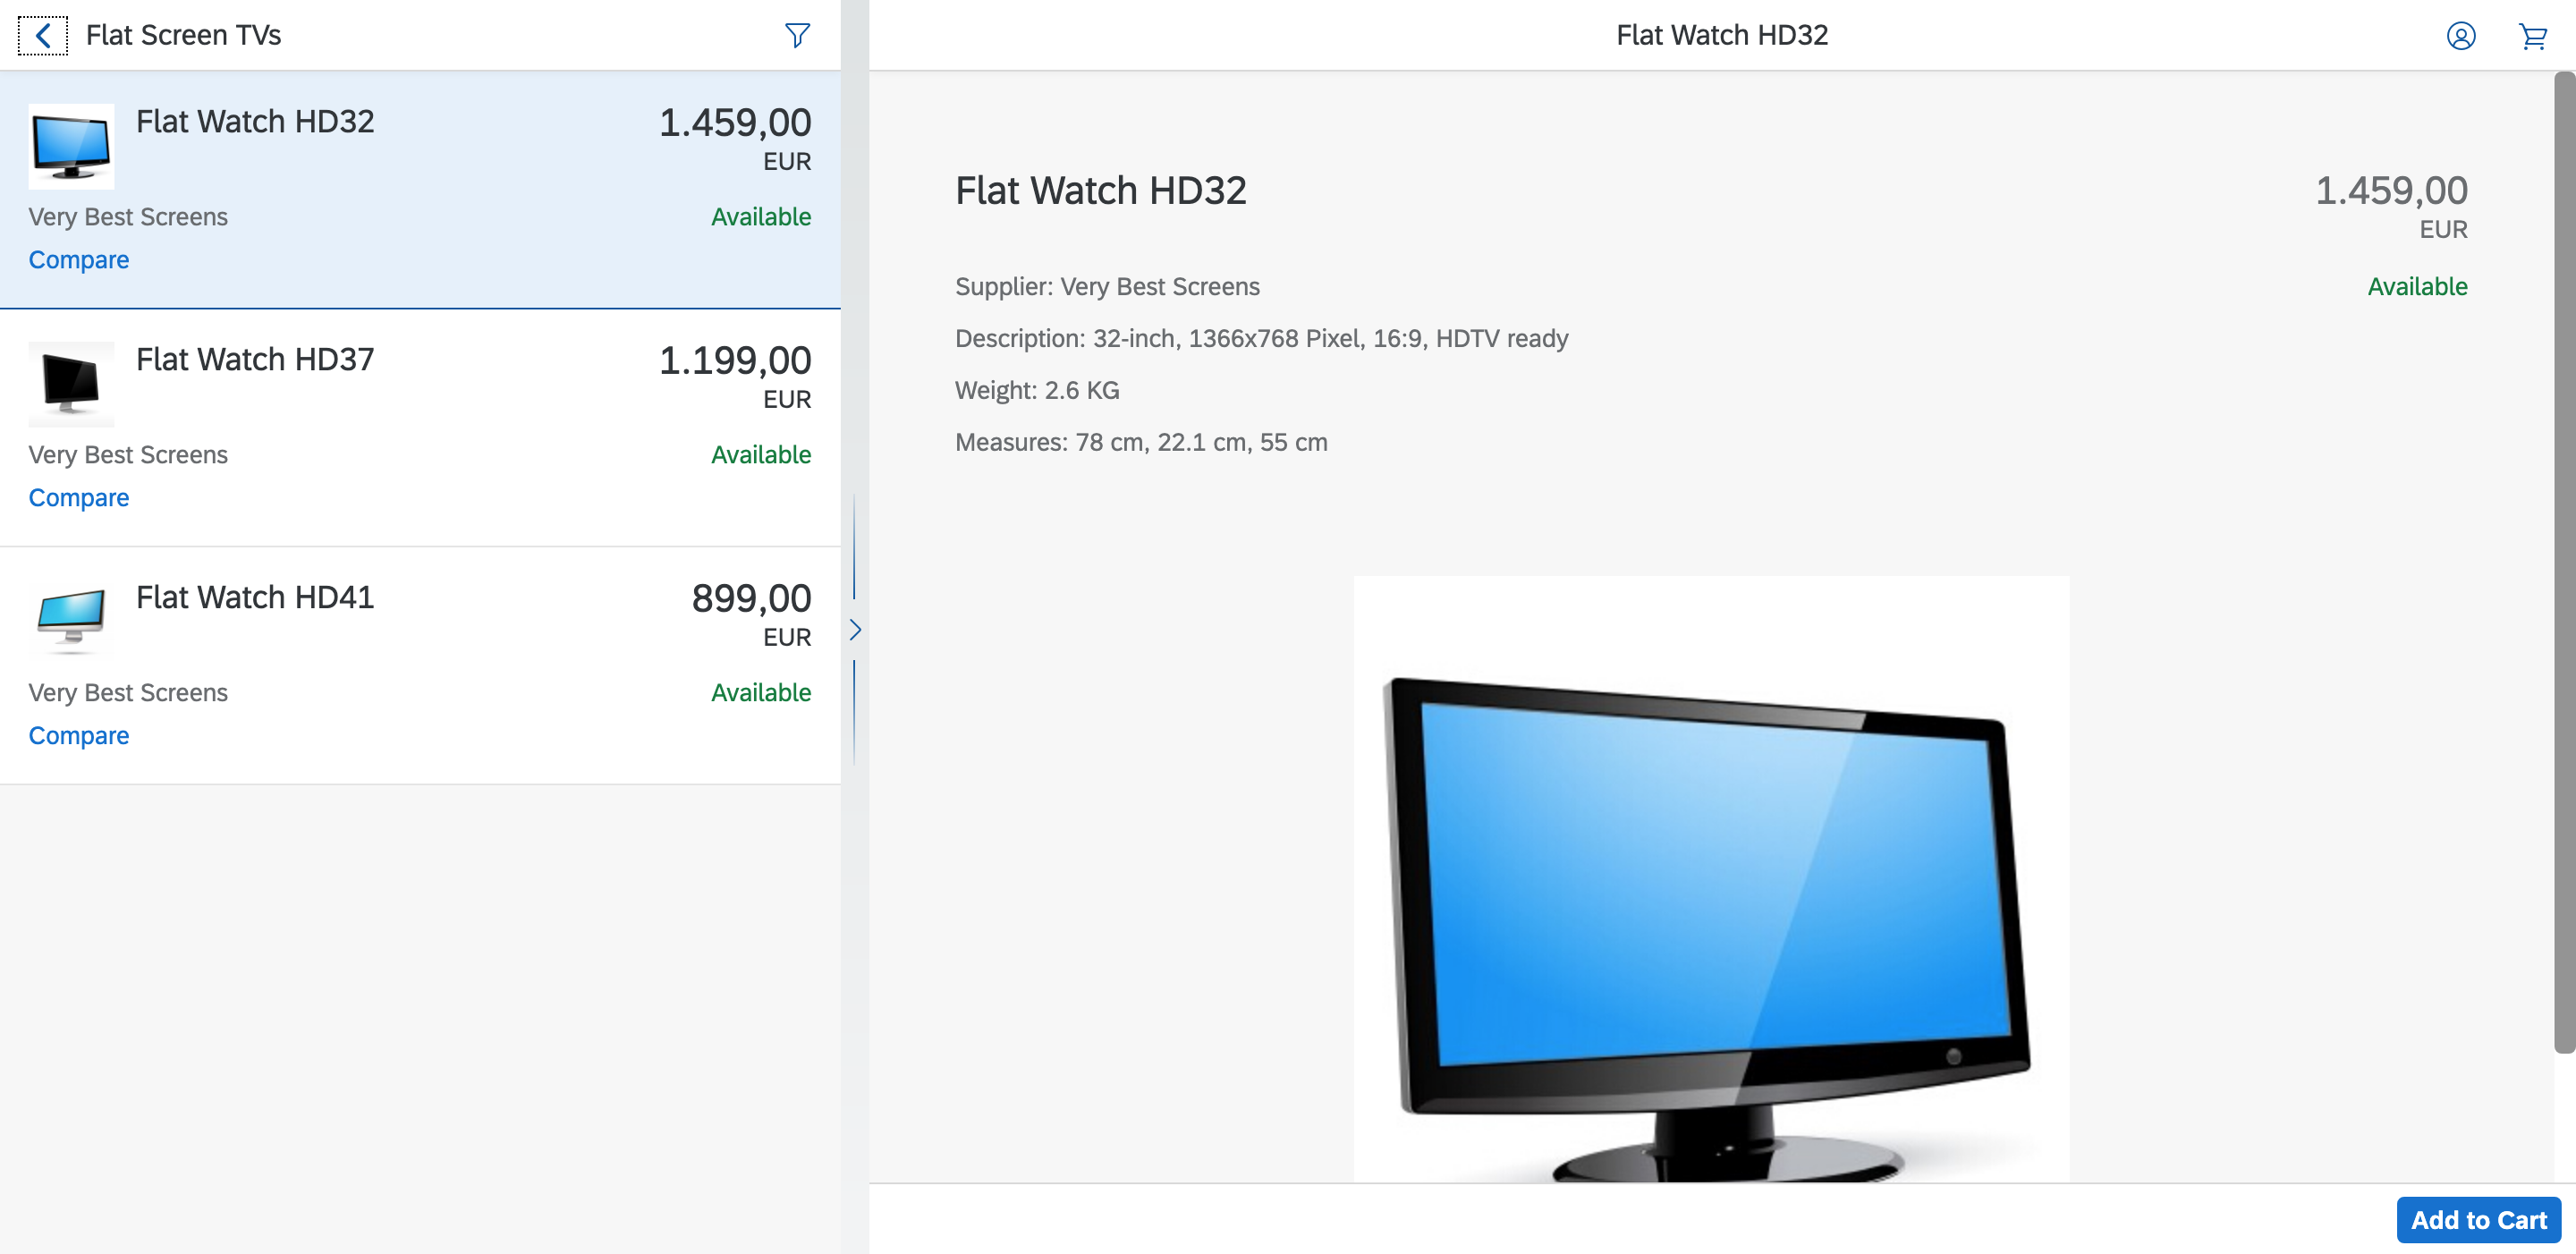 Flat Screen TVs
Flat Watch HD32
1.459,00
EUR
Very Best Screens
Available
Compare
Flat Watch HD37
1.199,00
EUR
Very Best Screens
Available
Compare
Flat Watch HD41
899,00
EUR
Very Best Screens
Available
Compare
Flat Watch HD32
Flat Watch HD32
1.459,00
EUR
Supplier: Very Best Screens
Available
Description: 32-inch, 1366x768 Pixel, 16:9, HDTV ready
Weight: 2.6 KG
Measures: 78 cm, 22.1 cm, 55 cm
Add to Cart